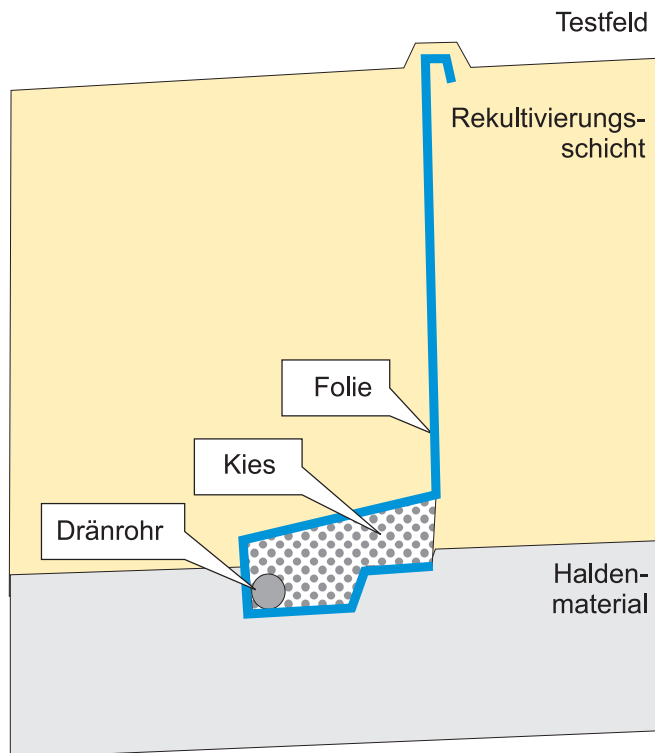 Testfeld
Rekultivierungs-
schicht
Folie
Kies
Dränrohr
Halden-
material